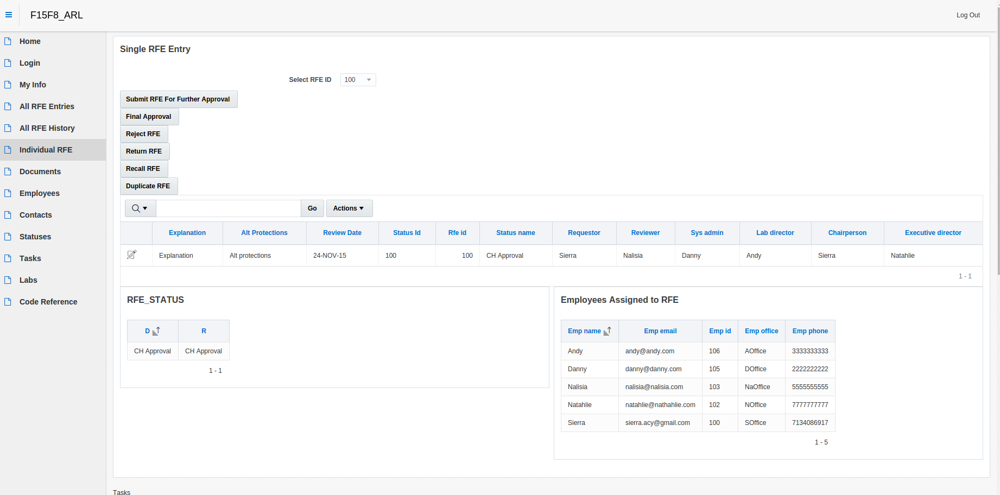 F15F8_ARL
Log Out
Home
Login
My Info
All RFE Entries
All RFE History
Individual RFE
Documents
Employees
Contacts
Statuses
Tasks
Labs
Code Reference
Single RFE Entry
Select RFE ID 100
Submit RFE For Further Approval
Final Approval
Reject RFE
Return RFE
Recall RFE
Duplicate RFE
Go Actions
Explanation Alt Protections Review Date Status Id Rfe id Status name Requestor Reviewer Sys admin Lab director Chairperson Executive director
Explanation Alt protections 24-NOV-15 100 100 CH Approval Sierra Nalisia Danny Andy Sierra Natahlie
1 - 1
RFE_STATUS
D R
CH Approval CH Approval
1 - 1
Employees Assigned to RFE
Emp name Emp email Emp id Emp office Emp phone
Andy andy@andy.com 106 AOffice 3333333333
Danny danny@danny.com 105 DOffice 2222222222
Nalisia nalisia@nalisia.com 103 NaOffice 5555555555
Natahlie natahlie@nathahlie.com 102 NOffice 7777777777
Sierra sierra.acy@gmail.com 100 SOffice 7134086917
1 - 5
Tasks